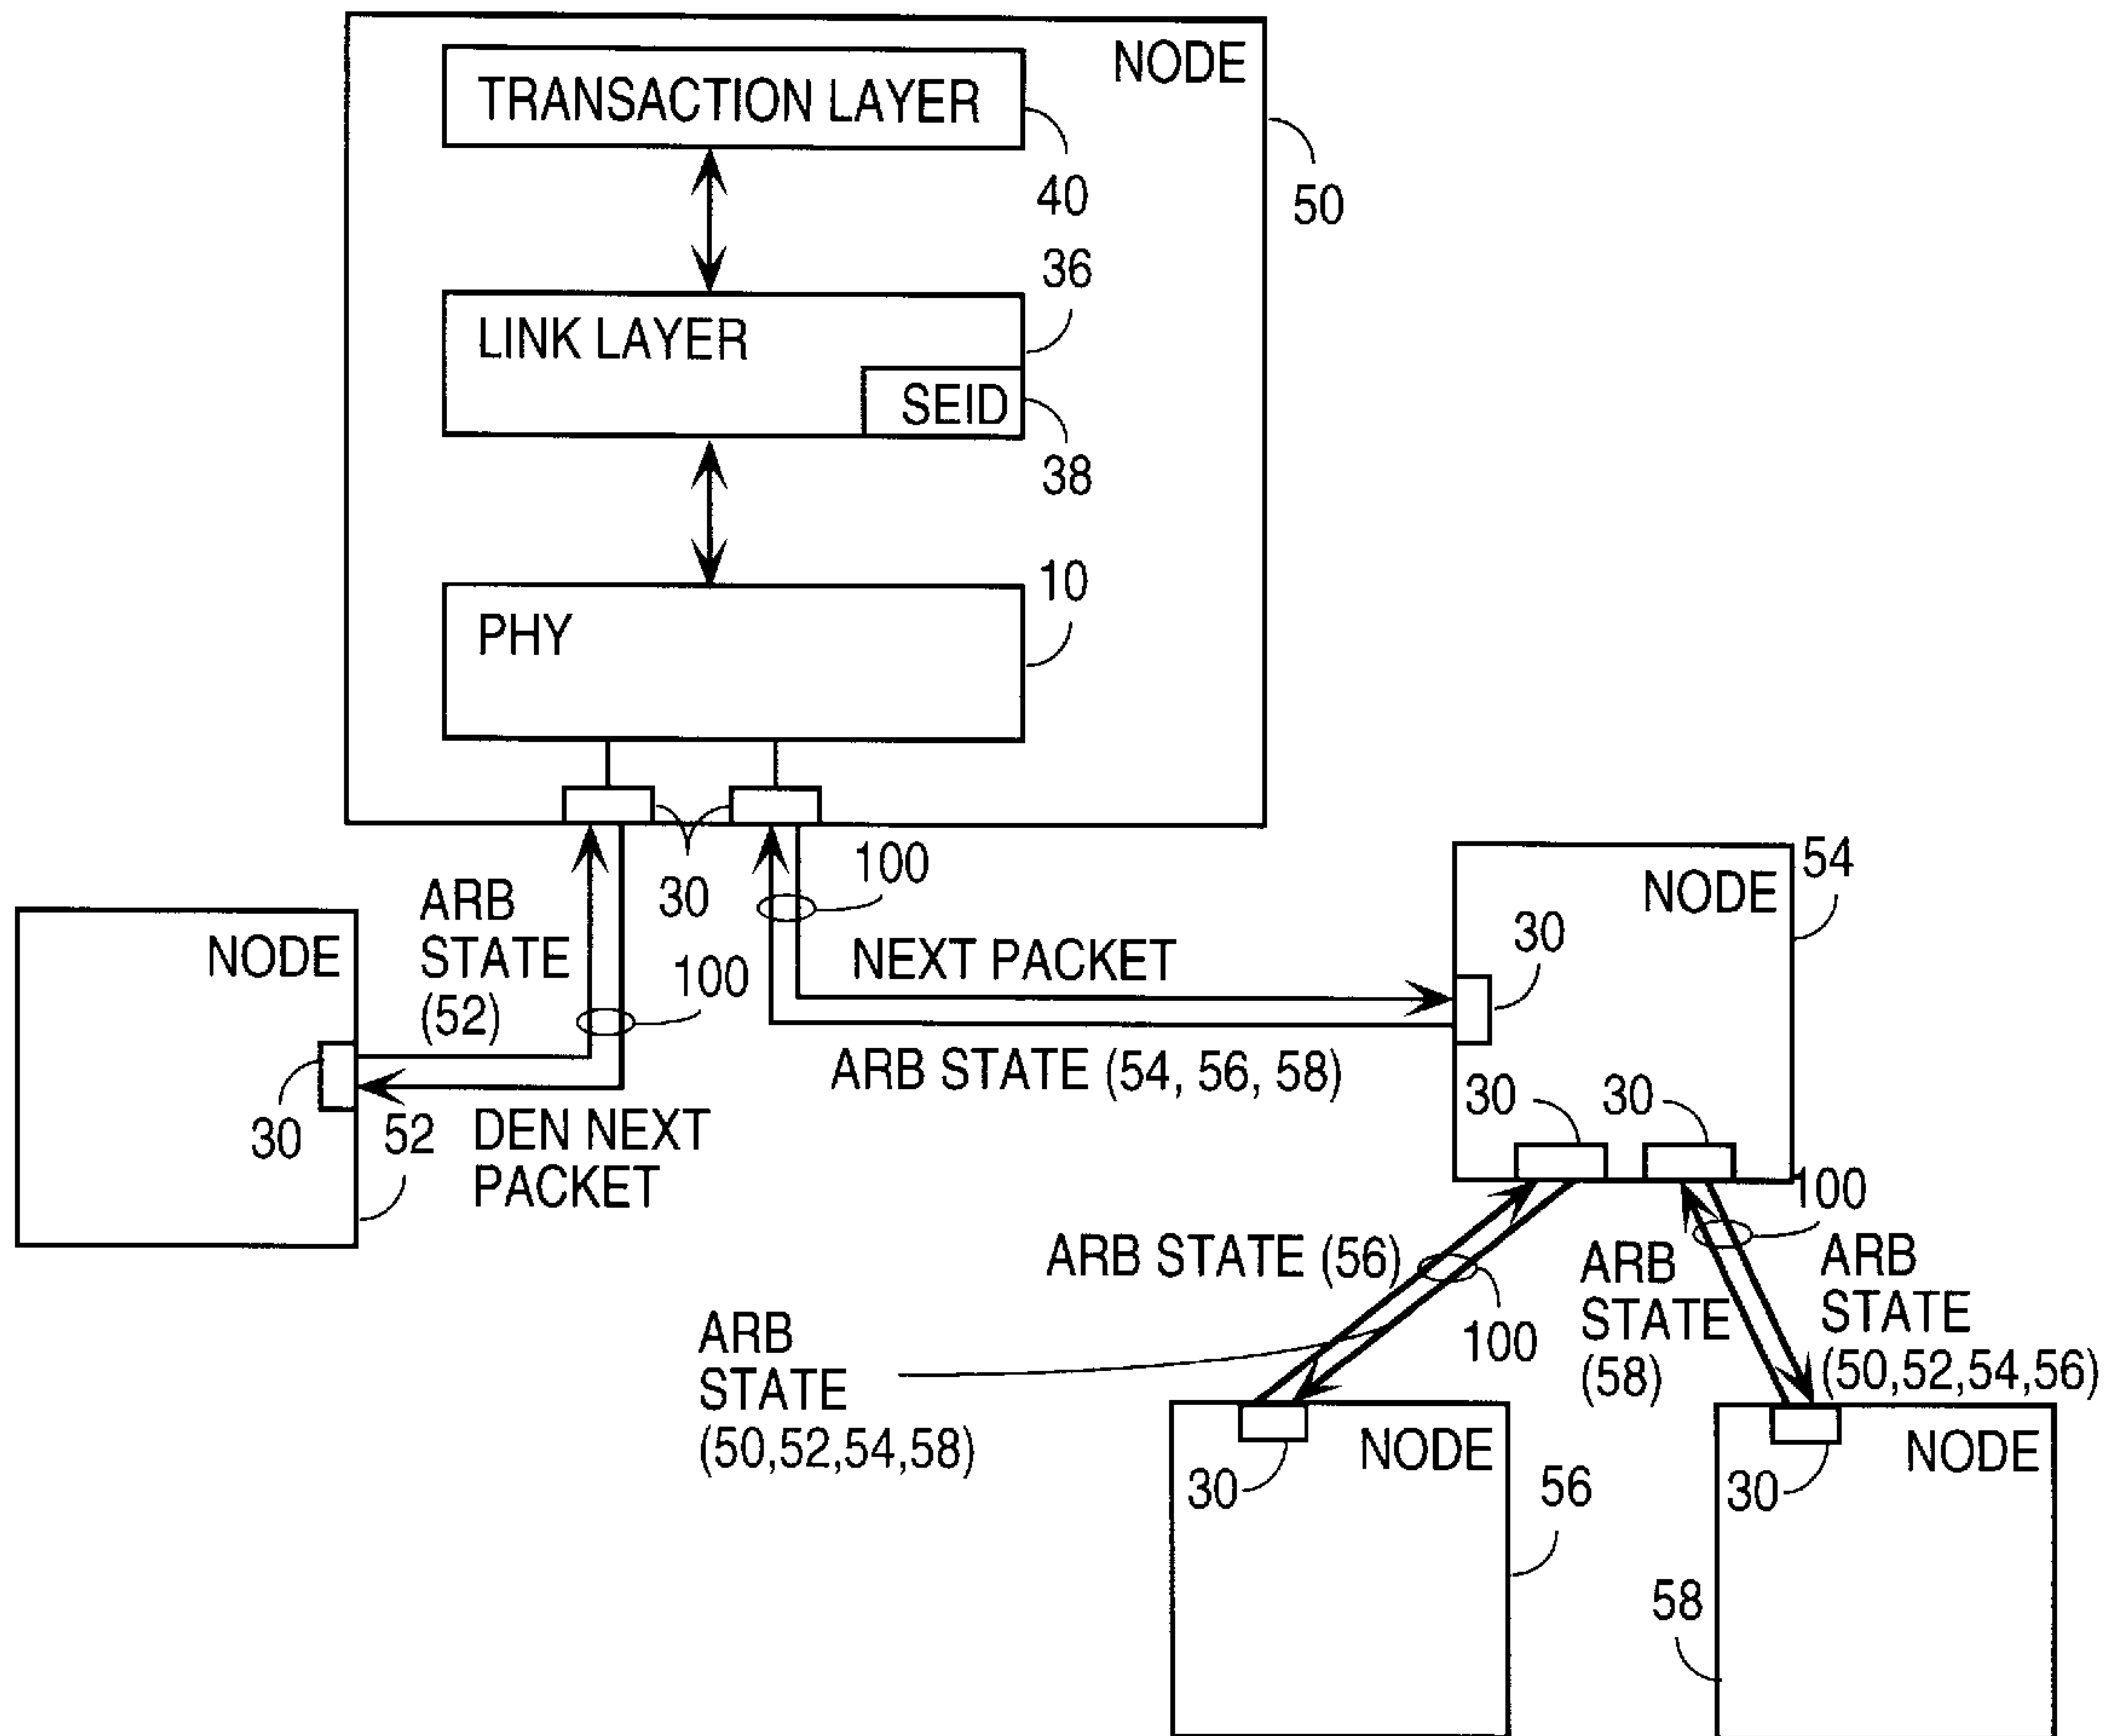 NODE
TRANSACTION LAYER
40
50
36
LINK LAYER
SEID
38
10
PHY
30
100
54
NODE
ARB
STATE
(52)
NODE
100
NEXT PACKET
30
ARB STATE (54, 56, 58)
30
30
30
52
DEN NEXT
PACKET
100
ARB STATE (56)
100
ARB
STATE
(58)
ARB
STATE
(50,52,54,56)
ARB
STATE
(50,52,54,58)
NODE
30
56
NODE
30
58